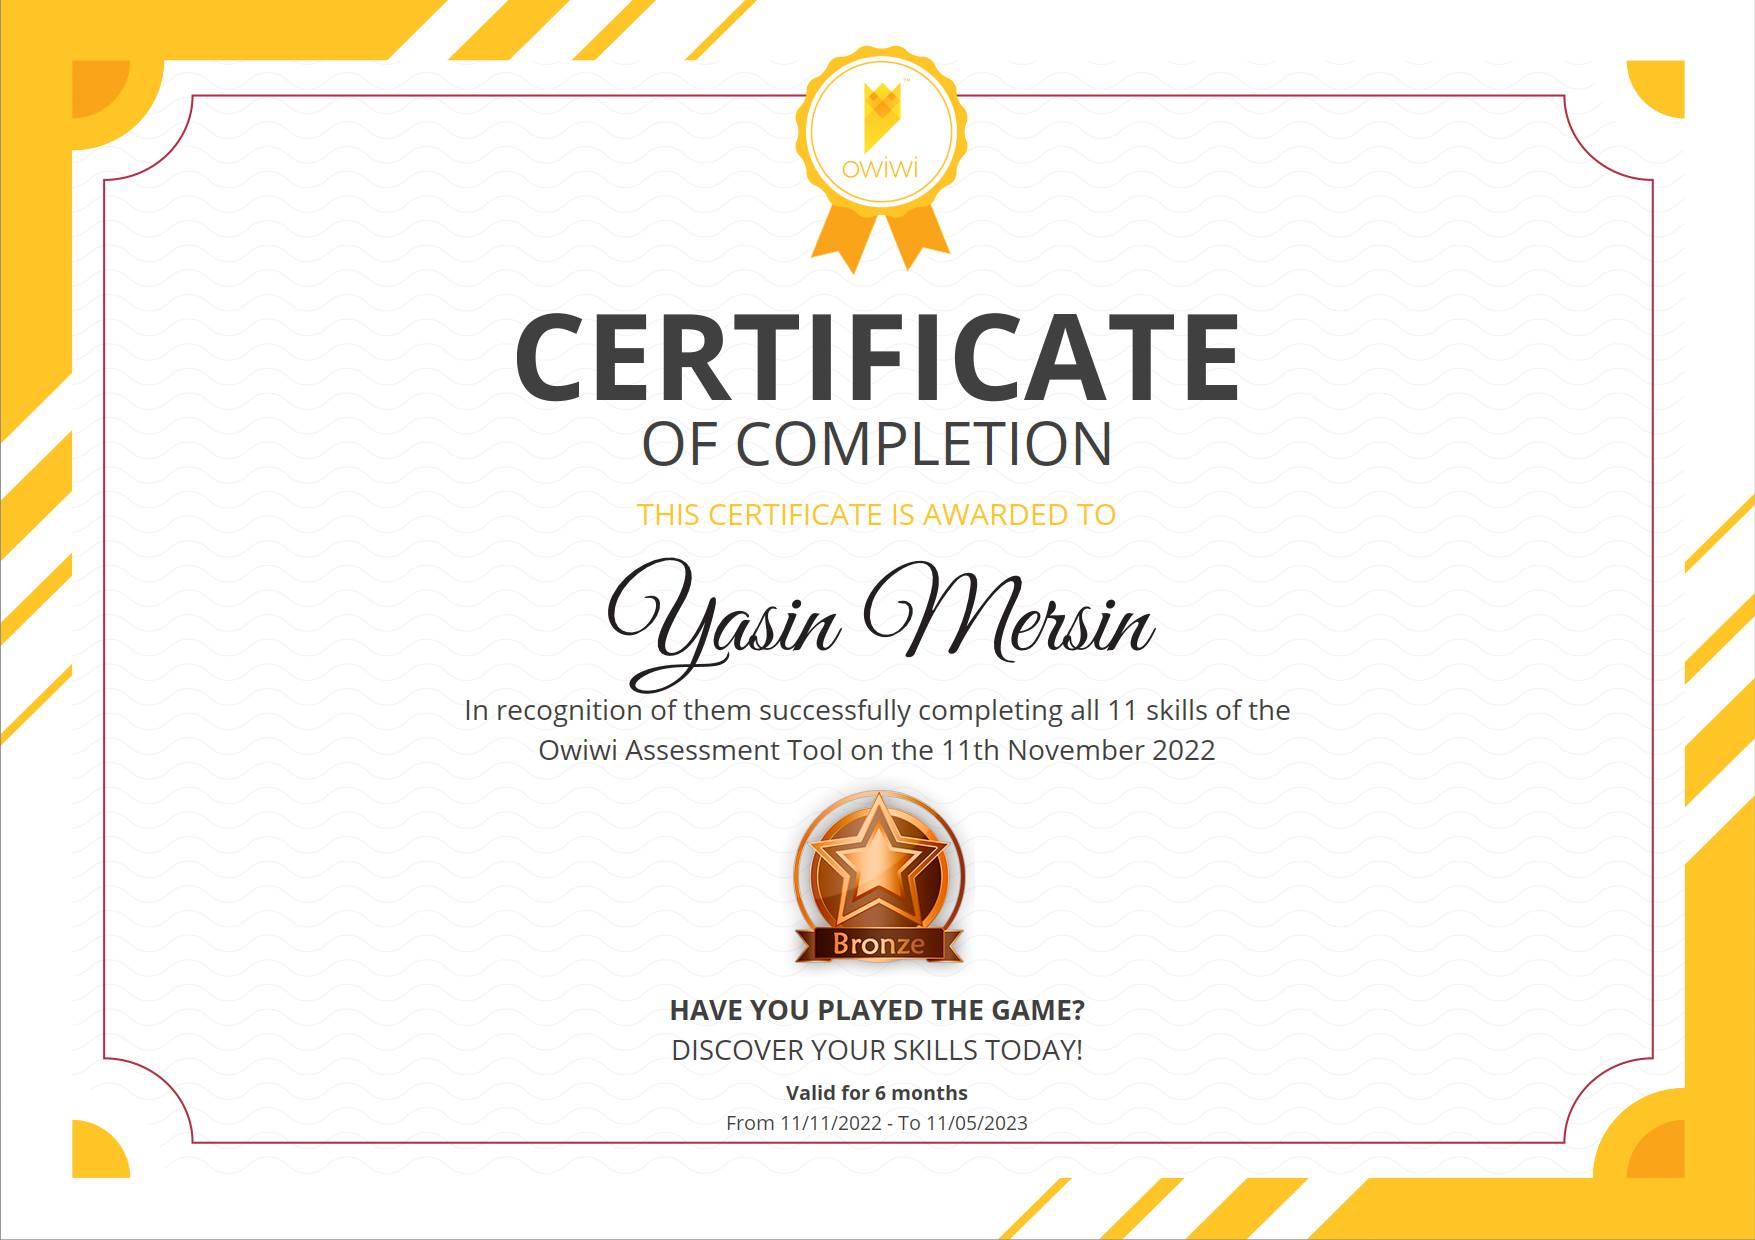 ™
owiwi
CERTIFICATE
OF COMPLETION
THIS CERTIFICATE IS AWARDED TO
Yasin Mersin
In recognition of them successfully completing all 11 skills of the
Owiwi Assessment Tool on the 11th November 2022
Bronze
HAVE YOU PLAYED THE GAME?
DISCOVER YOUR SKILLS TODAY!
Valid for 6 months
From 11/11/2022 - To 11/05/2023